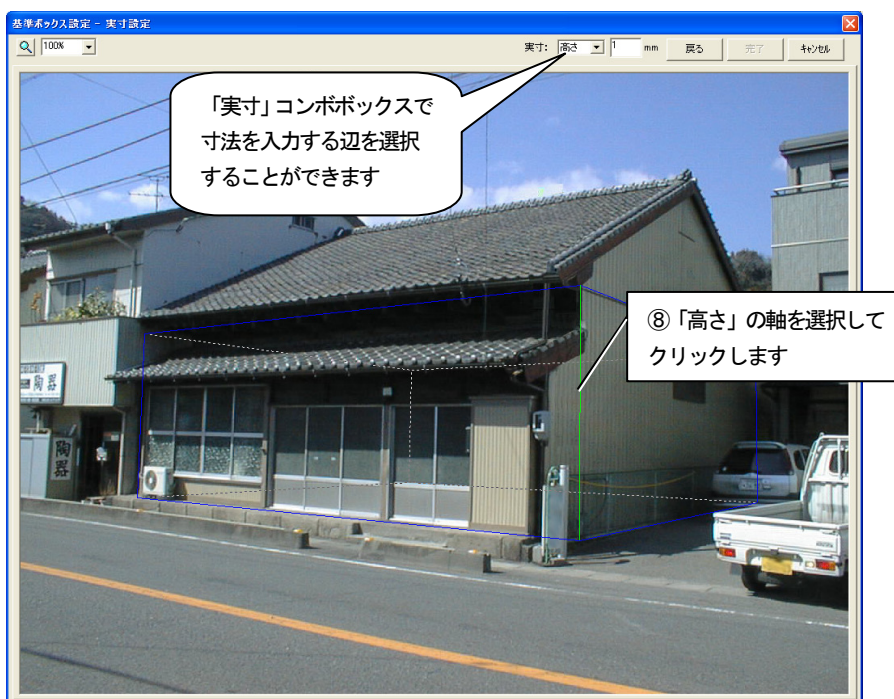 基準ボックス設定 - 実寸設定
100%
実寸: 高さ 1 mm 戻る 完了 キャンセル
「実寸」コンボボックスで
寸法を入力する辺を選択
することができます
⑧「高さ」の軸を選択して
クリックします
陶器
陶器